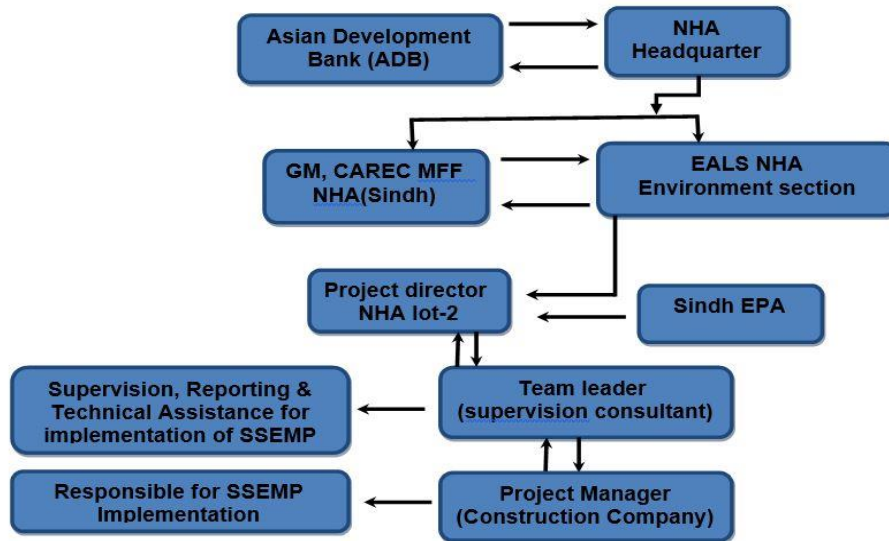 Asian Development
Bank (ADB)
NHA
Headquarter
GM, CAREC MFF
NHA(Sindh)
EALS NHA
Environment section
Project director
NHA lot-2
Sindh EPA
Supervision, Reporting &
Technical Assistance for
implementation of SSEMP
Team leader
(supervision consultant)
Responsible for SSEMP
Implementation
Project Manager
(Construction Company)